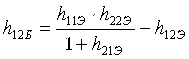 h₁₂Б = (h₁₁Э · h₂₂Э) / (1 + h₂₁Э) − h₁₂Э